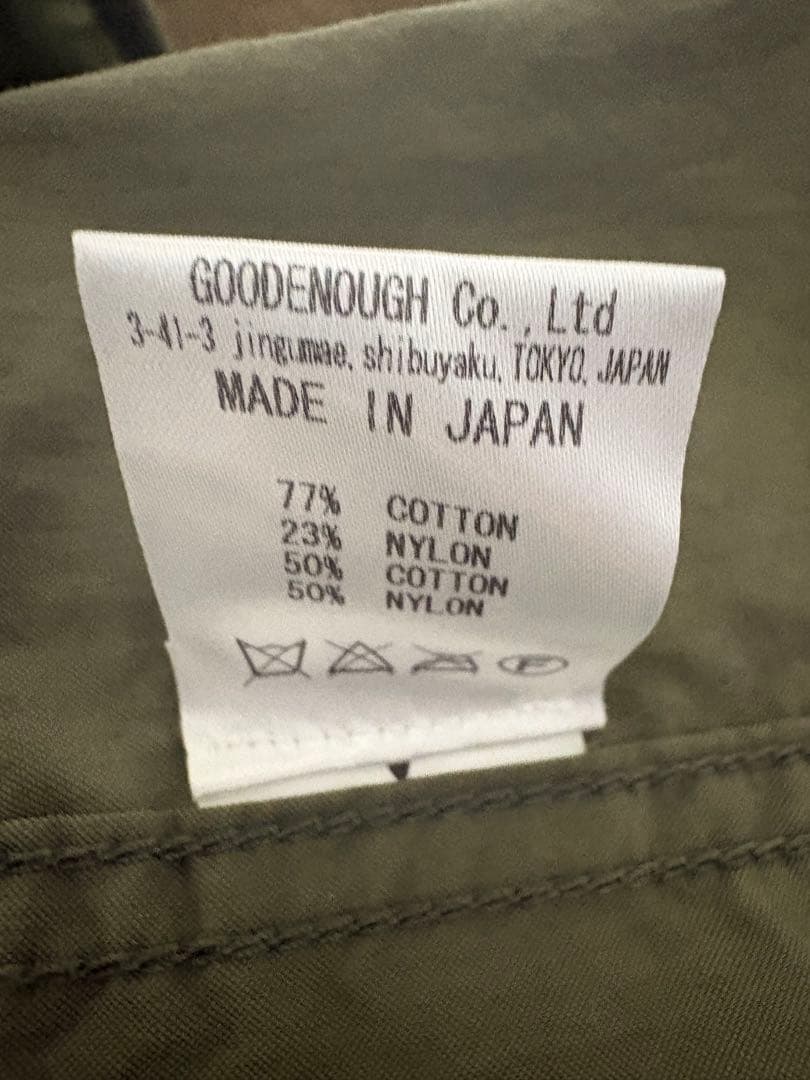 GOODENOUGH Co.,Ltd
3-41-3 jingumae, shibuyaku, TOKYO, JAPAN
MADE IN JAPAN
77% COTTON
23% NYLON
50% COTTON
50% NYLON
F